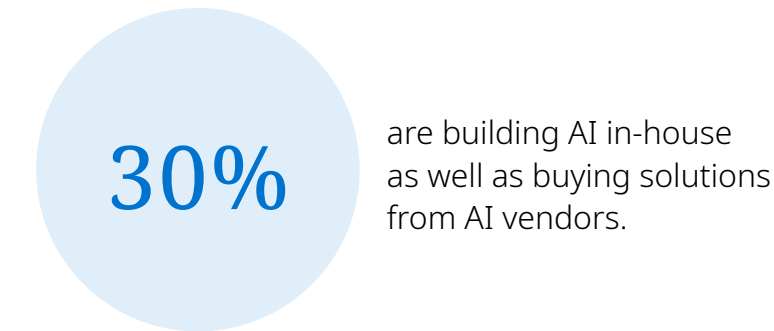 30%
are building AI in-house
as well as buying solutions
from AI vendors.